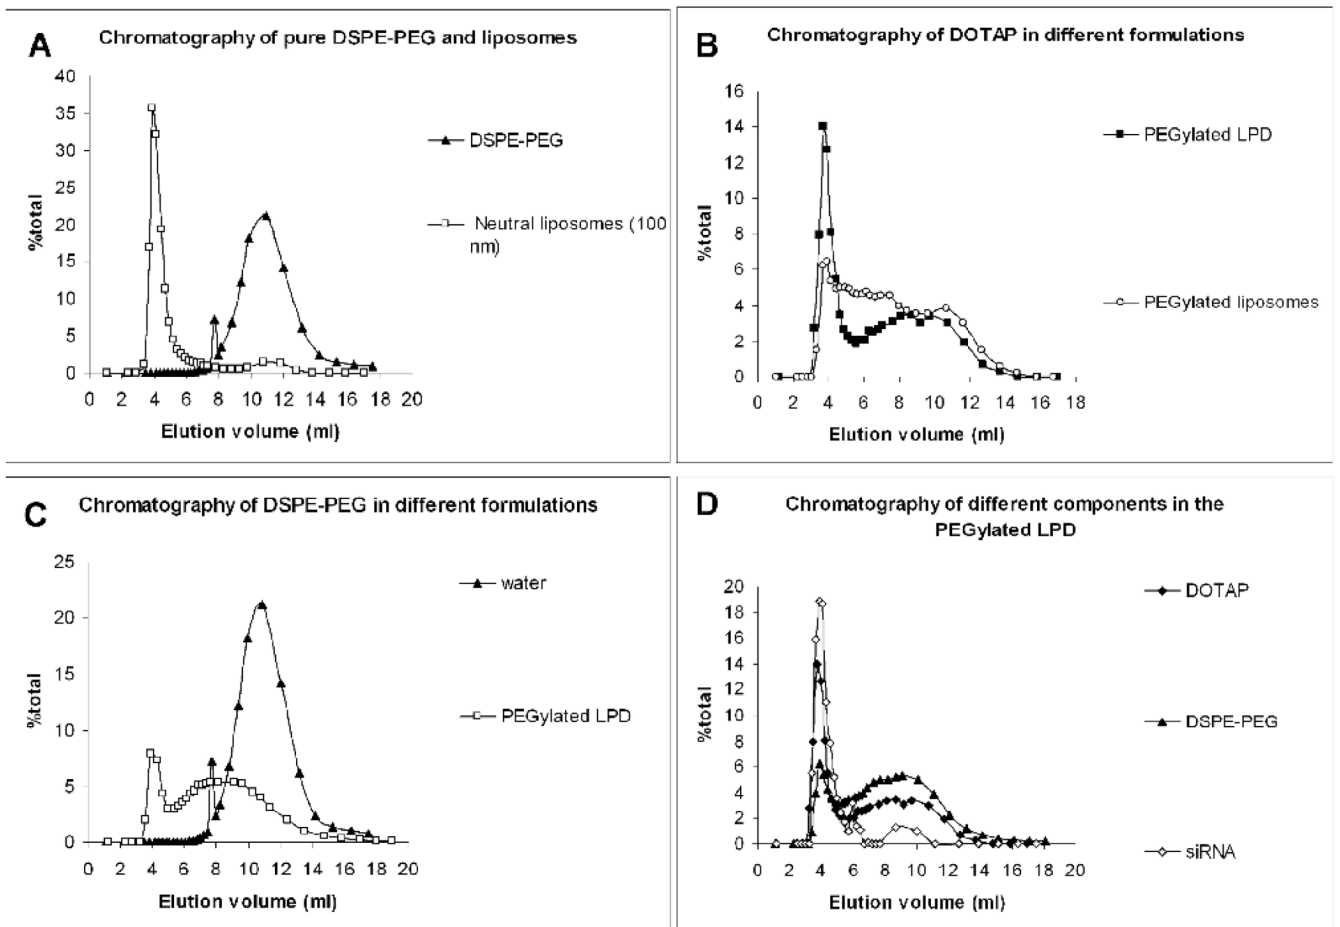 A
Chromatography of pure DSPE-PEG and liposomes
40
35
30
25
20
15
10
5
0
%total
0 2 4 6 8 10 12 14 16 18 20
Elution volume (ml)
DSPE-PEG
Neutral liposomes (100
nm)
B
Chromatography of DOTAP in different formulations
16
14
12
10
8
6
4
2
0
%total
0 2 4 6 8 10 12 14 16 18
Elution volume (ml)
PEGylated LPD
PEGylated liposomes
C
Chromatography of DSPE-PEG in different formulations
25
20
15
10
5
0
%total
0 2 4 6 8 10 12 14 16 18 20
Elution volume (ml)
water
PEGylated LPD
D
Chromatography of different components in the
PEGylated LPD
20
18
16
14
12
10
8
6
4
2
0
%total
0 2 4 6 8 10 12 14 16 18 20
Elution volume (ml)
DOTAP
DSPE-PEG
siRNA